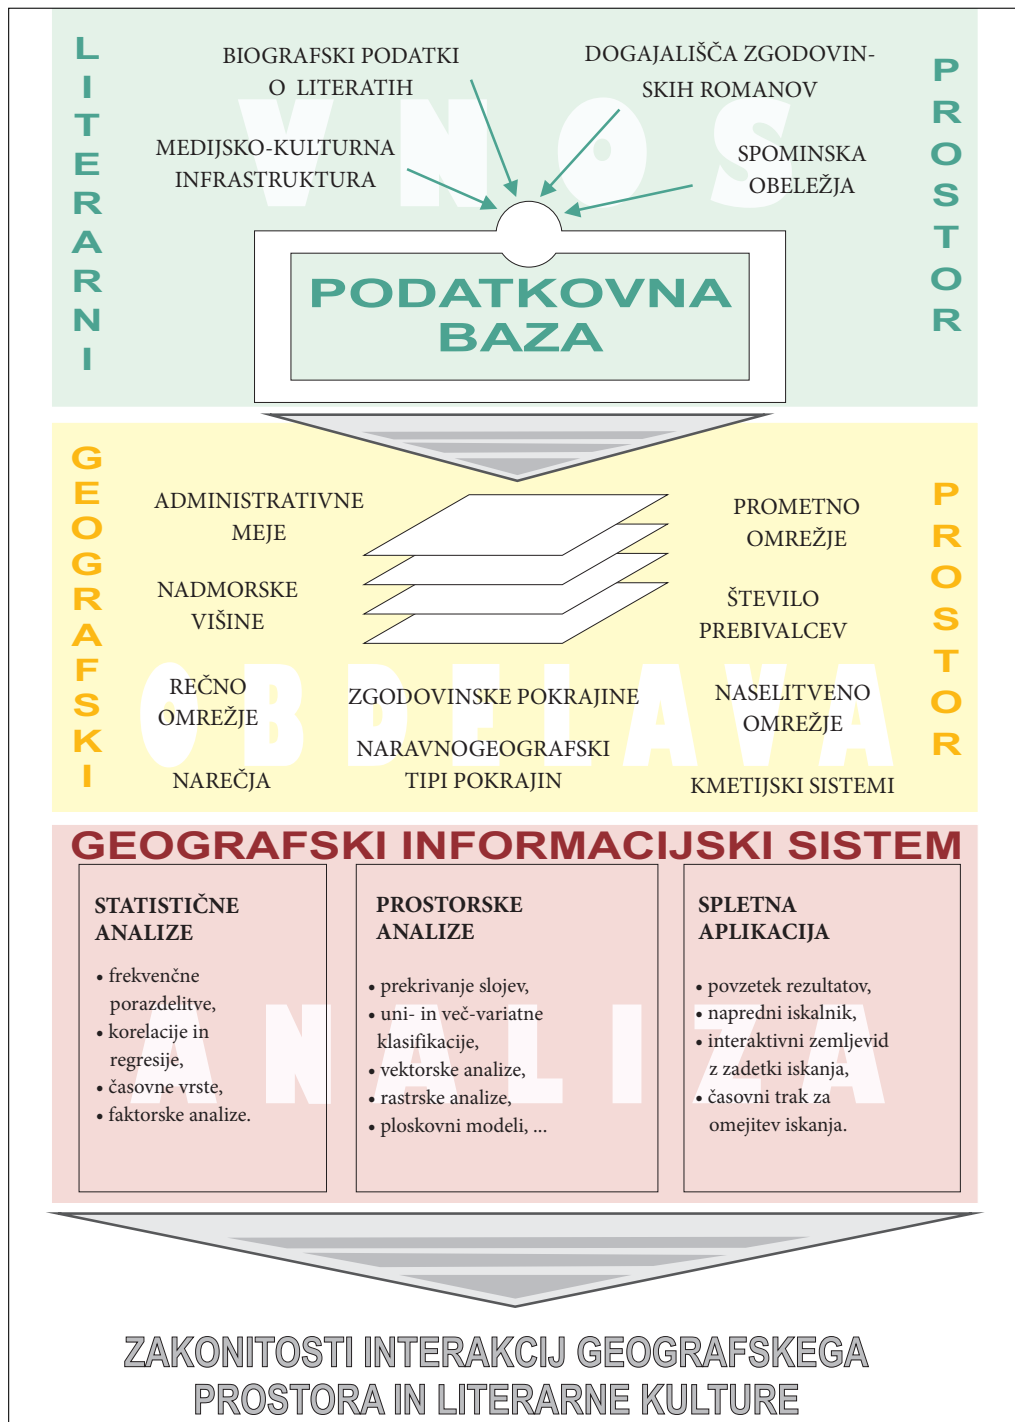 LITERARNI
PROSTOR
VNOS
BIOGRAFSKI PODATKI
O LITERATIH
DOGAJALIŠČA ZGODOVIN-
SKIH ROMANOV
MEDIJSKO-KULTURNA
INFRASTRUKTURA
SPOMINSKA
OBELEŽJA
PODATKOVNA
BAZA
GEOGRAFSKI
PROSTOR
OBDELAVA
ADMINISTRATIVNE
MEJE
PROMETNO
OMREŽJE
NADMORSKE
VIŠINE
ŠTEVILO
PREBIVALCEV
REČNO
OMREŽJE
ZGODOVINSKE POKRAJINE
NASELITVENO
OMREŽJE
NARAVNOGEOGRAFSKI
TIPI POKRAJIN
NAREČJA
KMETIJSKI SISTEMI
GEOGRAFSKI INFORMACIJSKI SISTEM
ANALIZA
STATISTIČNE
ANALIZE
• frekvenčne
porazdelitve,
• korelacije in
regresije,
• časovne vrste,
• faktorske analize.
PROSTORSKE
ANALIZE
• prekrivanje slojev,
• uni- in več-variatne
klasifikacije,
• vektorske analize,
• rastrske analize,
• ploskovni modeli, ...
SPLETNA
APLIKACIJA
• povzetek rezultatov,
• napredni iskalnik,
• interaktivni zemljevid
z zadetki iskanja,
• časovni trak za
omejitev iskanja.
ZAKONITOSTI INTERAKCIJ GEOGRAFSKEGA
PROSTORA IN LITERARNE KULTURE